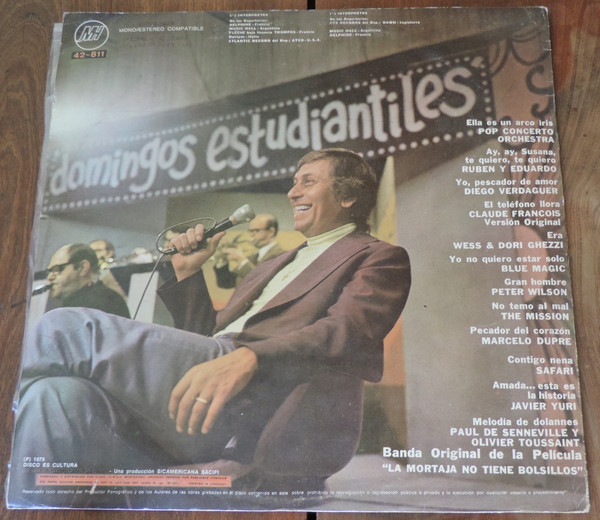 MH
42-811
MONO/ESTEREO COMPATIBLE
domingos estudiantiles
Ella es un arco iris
POP CONCERTO
ORCHESTRA
Ay, ay, Susana,
te quiero, te quiero
RUBEN Y EDUARDO
Yo, pescador de amor
DIEGO VERDAGUER
El teléfono llora
CLAUDE FRANCOIS
Versión Original
Era
WESS & DORI GHEZZI
Yo no quiero estar solo
BLUE MAGIC
Gran hombre
PETER WILSON
No temo al mal
THE MISSION
Pecador del corazón
MARCELO DUPRE
Contigo nena
SAFARI
Amada...esta es
la historia
JAVIER YURI
Melodía de dolannes
PAUL DE SENNEVILLE Y
OLIVIER TOUSSAINT
Banda Original de la Película
"LA MORTAJA NO TIENE BOLSILLOS"
(P) 1975
DISCO ES CULTURA
- Una producción SICAMERICANA SACIFI